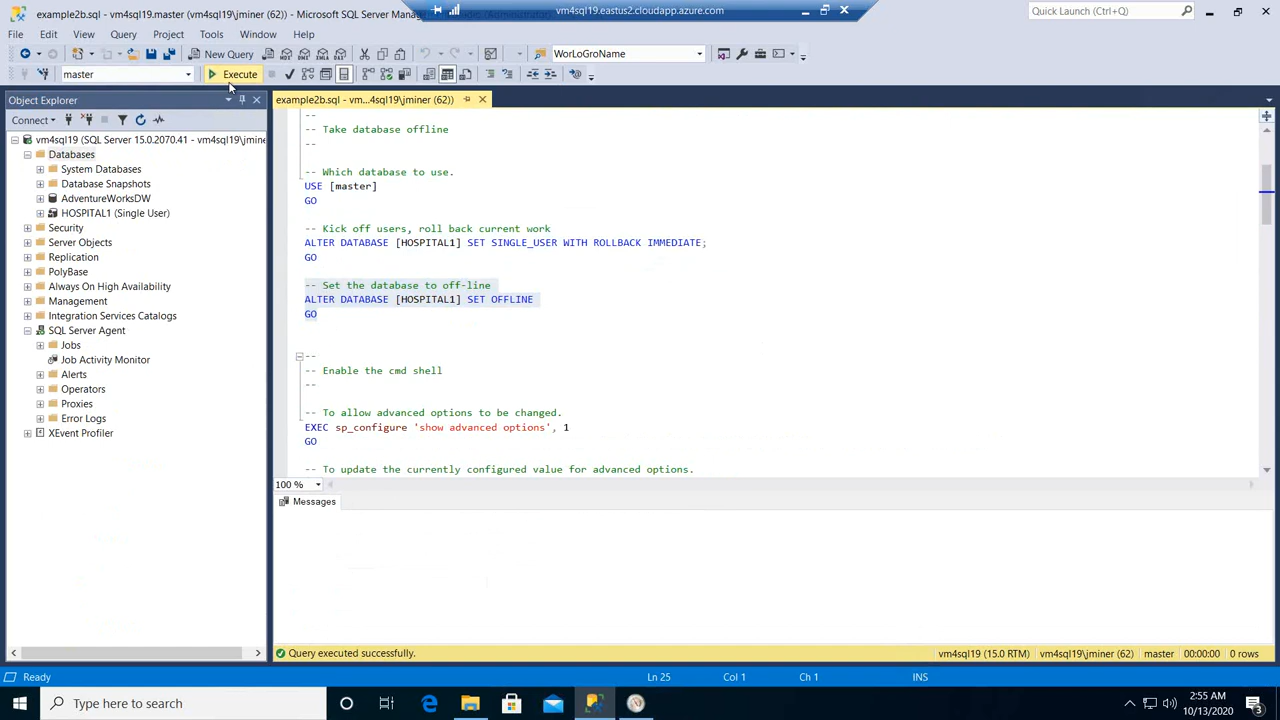 example2b.sql - vm4sql19.master (vm4sql19\jminer (62)) - Microsoft SQL Server
vm4sql19.eastus2.cloudapp.azure.com
Quick Launch (Ctrl+Q)
File Edit View Query Project Tools Window Help
New Query
WorLoGroName
master
Execute
Object Explorer
example2b.sql - vm...4sql19\jminer (62))
Connect
vm4sql19 (SQL Server 15.0.2070.41 - vm4sql19\jmine
Databases
System Databases
Database Snapshots
AdventureWorksDW
HOSPITAL1 (Single User)
Security
Server Objects
Replication
PolyBase
Always On High Availability
Management
Integration Services Catalogs
SQL Server Agent
Jobs
Job Activity Monitor
Alerts
Operators
Proxies
Error Logs
XEvent Profiler
--
-- Take database offline
--
-- Which database to use.
USE [master]
GO
-- Kick off users, roll back current work
ALTER DATABASE [HOSPITAL1] SET SINGLE_USER WITH ROLLBACK IMMEDIATE;
GO
-- Set the database to off-line
ALTER DATABASE [HOSPITAL1] SET OFFLINE
GO
--
-- Enable the cmd shell
--
-- To allow advanced options to be changed.
EXEC sp_configure 'show advanced options', 1
GO
-- To update the currently configured value for advanced options.
100 %
Messages
Query executed successfully.
vm4sql19 (15.0 RTM)
vm4sql19\jminer (62)
master
00:00:00
0 rows
Ready
Ln 25
Col 1
Ch 1
INS
Type here to search
2:55 AM
10/13/2020
3